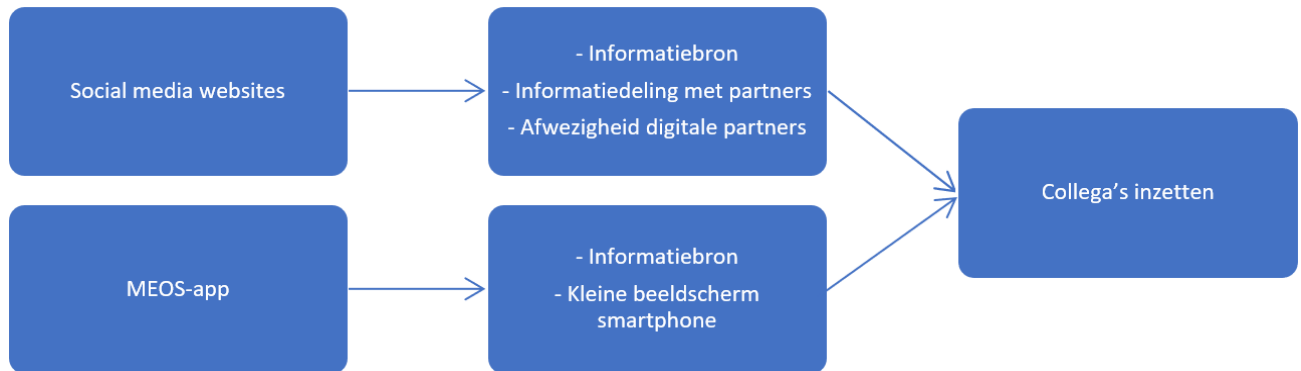 Social media websites
- Informatiebron
- Informatiedeling met partners
- Afwezigheid digitale partners
MEOS-app
- Informatiebron
- Kleine beeldscherm
smartphone
Collega's inzetten